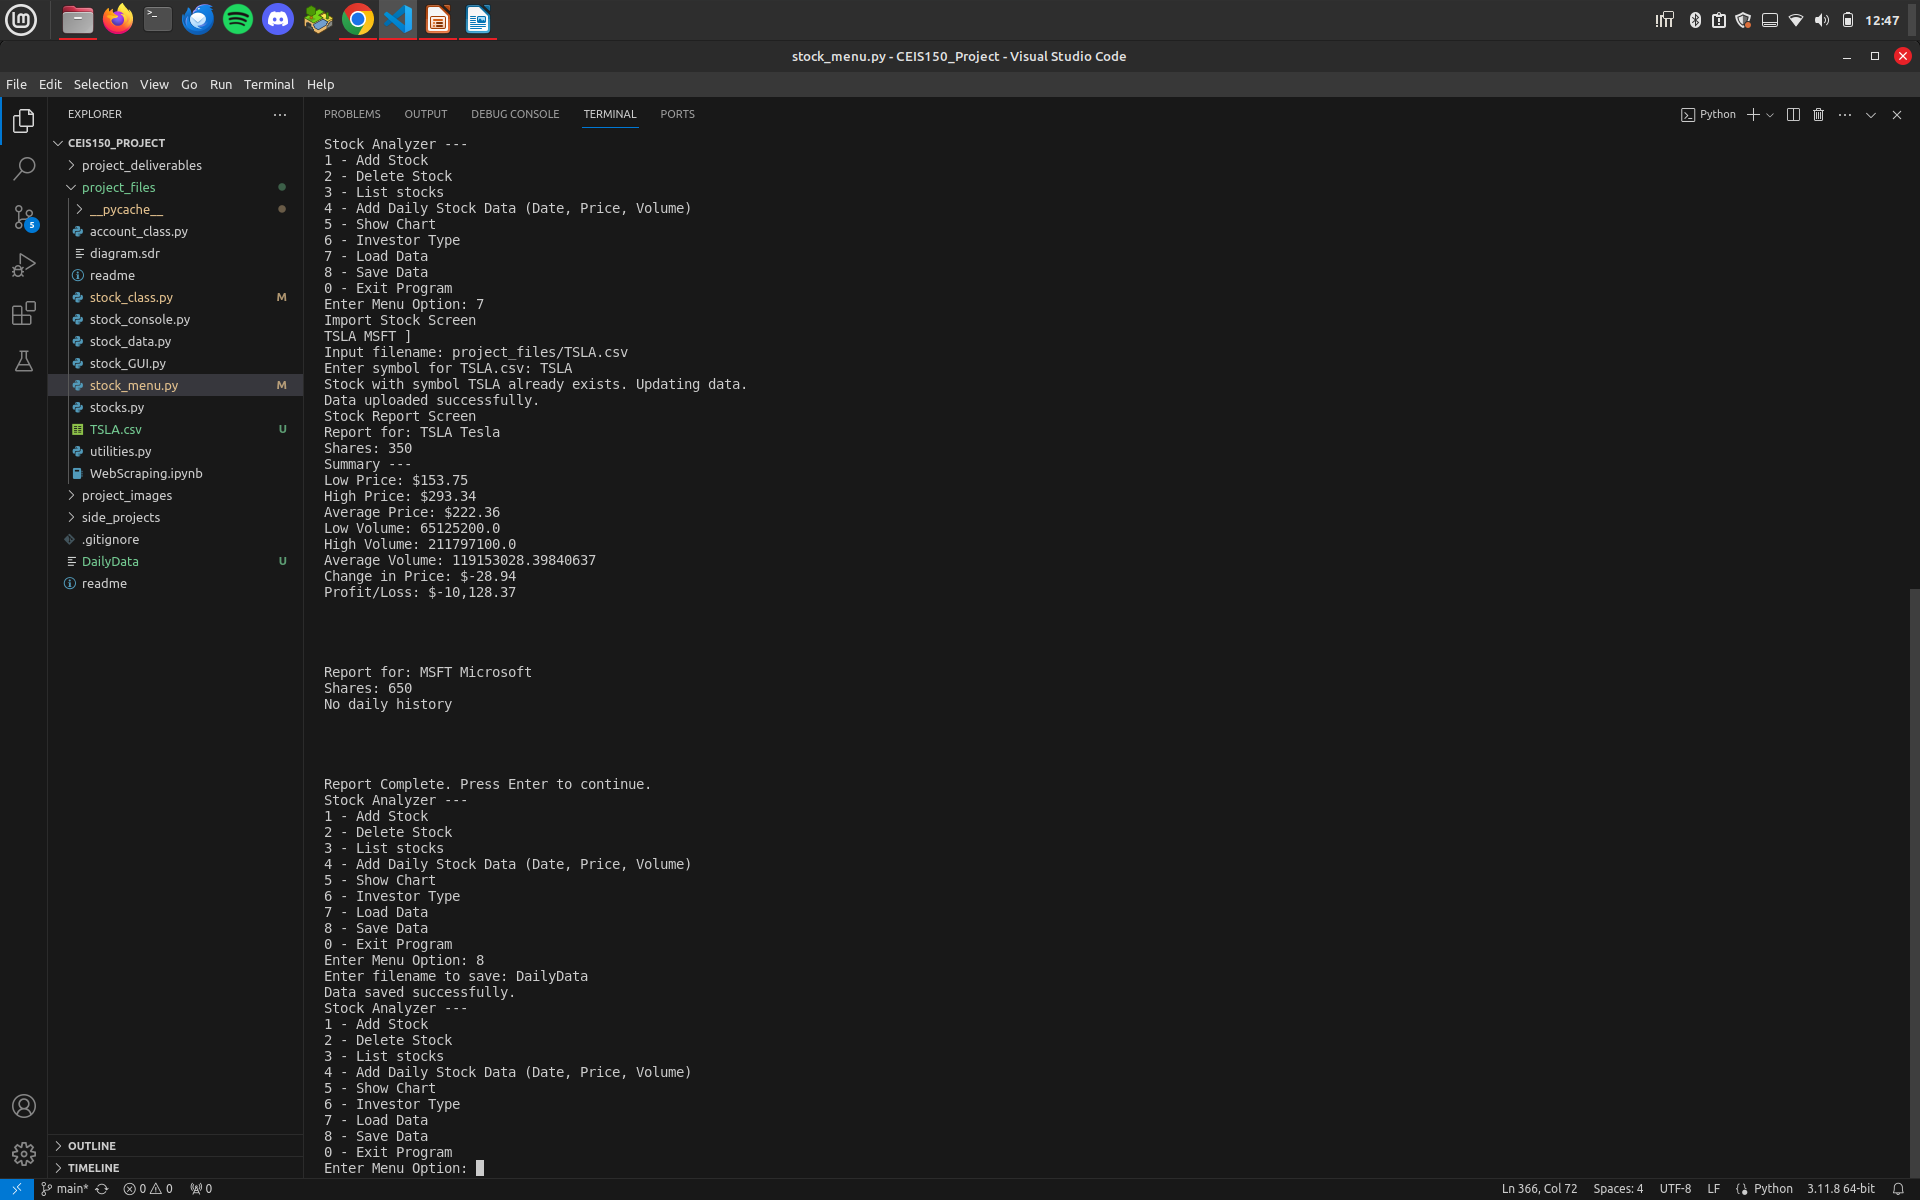 12:47
stock_menu.py - CEIS150_Project - Visual Studio Code
File Edit Selection View Go Run Terminal Help
EXPLORER
CEIS150_PROJECT
project_deliverables
project_files
__pycache__
account_class.py
diagram.sdr
readme
stock_class.py M
stock_console.py
stock_data.py
stock_GUI.py
stock_menu.py M
stocks.py
TSLA.csv U
utilities.py
WebScraping.ipynb
project_images
side_projects
.gitignore
DailyData U
readme
OUTLINE
TIMELINE
5
PROBLEMS OUTPUT DEBUG CONSOLE TERMINAL PORTS
Python
Stock Analyzer ---
1 - Add Stock
2 - Delete Stock
3 - List stocks
4 - Add Daily Stock Data (Date, Price, Volume)
5 - Show Chart
6 - Investor Type
7 - Load Data
8 - Save Data
0 - Exit Program
Enter Menu Option: 7
Import Stock Screen
TSLA MSFT ]
Input filename: project_files/TSLA.csv
Enter symbol for TSLA.csv: TSLA
Stock with symbol TSLA already exists. Updating data.
Data uploaded successfully.
Stock Report Screen
Report for: TSLA Tesla
Shares: 350
Summary ---
Low Price: $153.75
High Price: $293.34
Average Price: $222.36
Low Volume: 65125200.0
High Volume: 211797100.0
Average Volume: 119153028.39840637
Change in Price: $-28.94
Profit/Loss: $-10,128.37
Report for: MSFT Microsoft
Shares: 650
No daily history
Report Complete. Press Enter to continue.
Stock Analyzer ---
1 - Add Stock
2 - Delete Stock
3 - List stocks
4 - Add Daily Stock Data (Date, Price, Volume)
5 - Show Chart
6 - Investor Type
7 - Load Data
8 - Save Data
0 - Exit Program
Enter Menu Option: 8
Enter filename to save: DailyData
Data saved successfully.
Stock Analyzer ---
1 - Add Stock
2 - Delete Stock
3 - List stocks
4 - Add Daily Stock Data (Date, Price, Volume)
5 - Show Chart
6 - Investor Type
7 - Load Data
8 - Save Data
0 - Exit Program
Enter Menu Option:
main* 0 0 0 Ln 366, Col 72 Spaces: 4 UTF-8 LF Python 3.11.8 64-bit